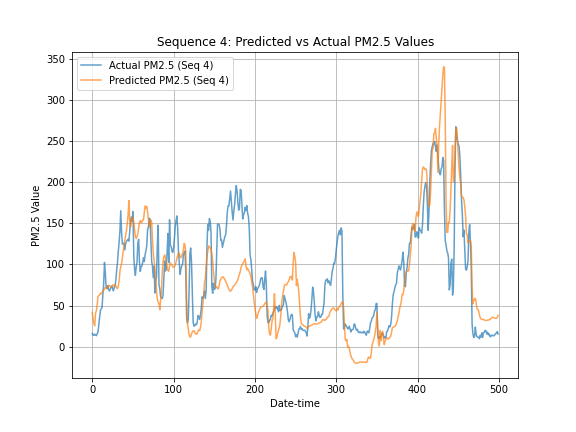 Sequence 4: Predicted vs Actual PM2.5 Values
Actual PM2.5 (Seq 4)
Predicted PM2.5 (Seq 4)
350
300
250
200
150
100
50
0
PM2.5 Value
0 100 200 300 400 500
Date-time